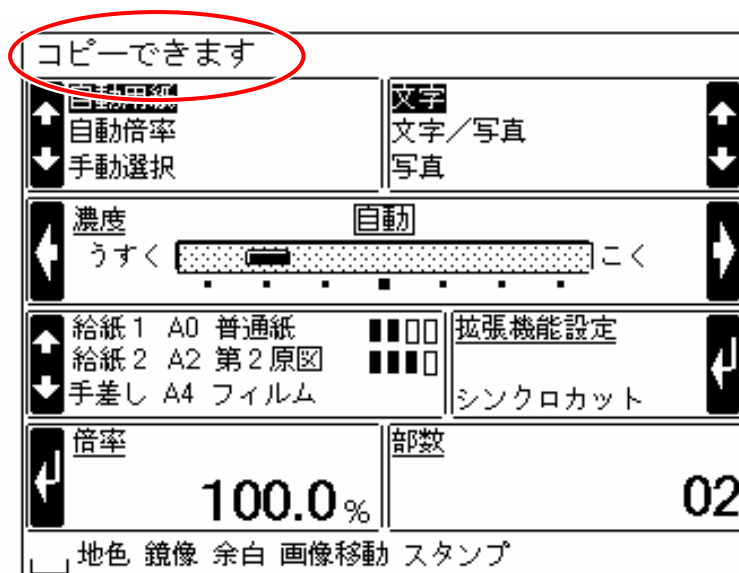 コピーできます
自動用紙
自動倍率
手動選択
文字
文字／写真
写真
濃度 自動
うすく こく
給紙1 A0 普通紙
給紙2 A2 第2原図
手差し A4 フィルム
拡張機能設定
シンクロカット
倍率
100.0%
部数
02
地色 鏡像 余白 画像移動 スタンプ